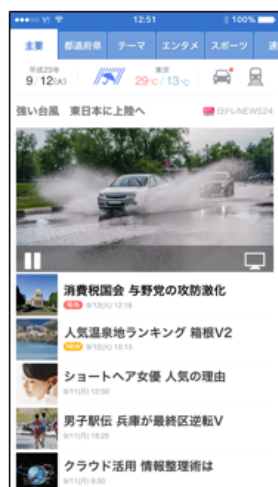 Y! 12:51 100%
主要 都道府県 テーマ エンタメ スポーツ
平成29年 東京
9/12(火) 29℃/13℃
強い台風 東日本に上陸へ 日テレNEWS24
消費税国会 与野党の攻防激化
号外 9/12(火) 12:18
人気温泉地ランキング 箱根V2
NEW 9/12(火) 10:13
ショートヘア女優 人気の理由
9/11(月) 12:50
男子駅伝 兵庫が最終区逆転V
9/11(月) 18:25
クラウド活用 情報整理術は
9/11(月) 9:30